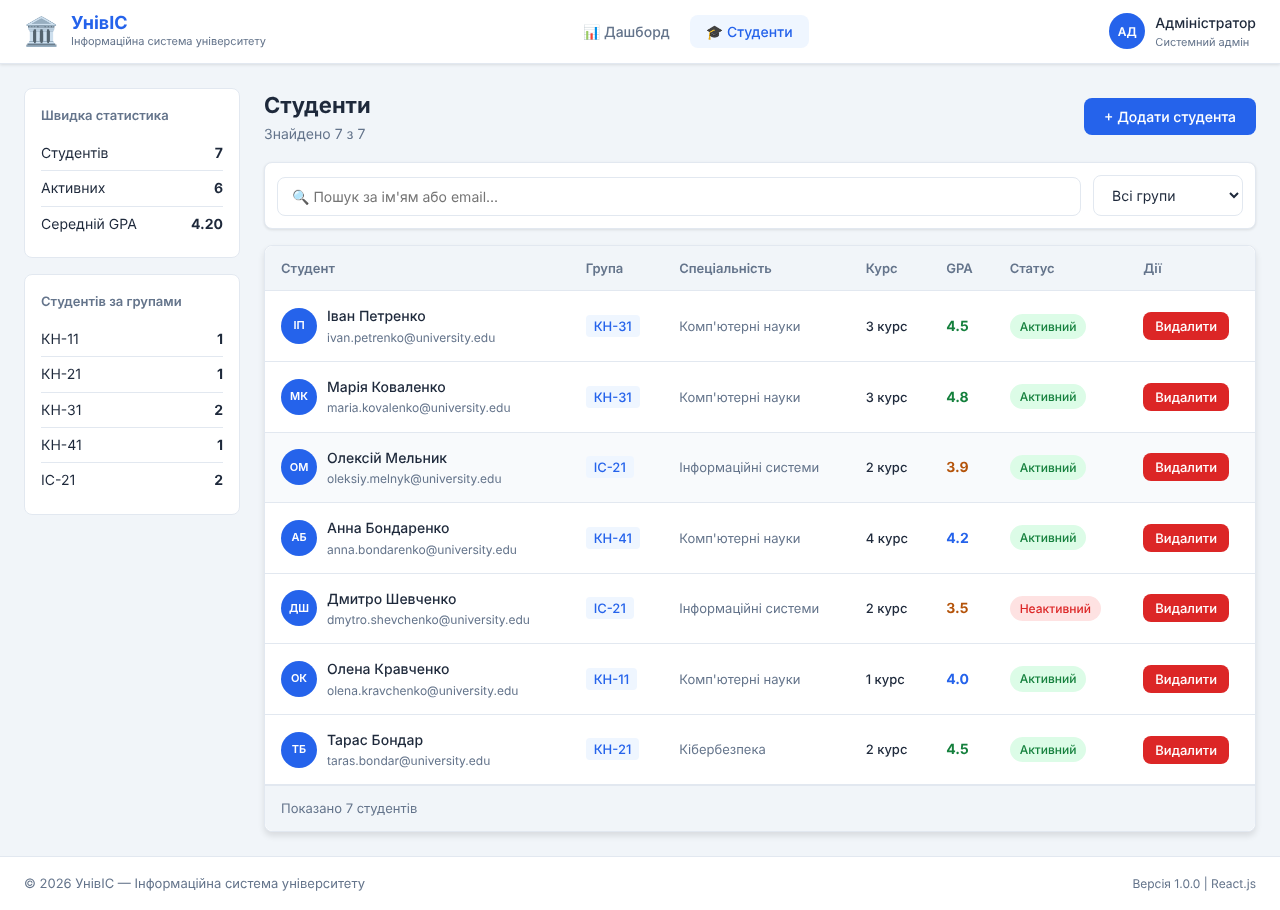 УнівІС
Інформаційна система університету
📊 Дашборд
🎓 Студенти
АД
Адміністратор
Системний адмін
Швидка статистика
Студентів 7
Активних 6
Середній GPA 4.20
Студентів за групами
КН-11 1
КН-21 1
КН-31 2
КН-41 1
ІС-21 2
Студенти
Знайдено 7 з 7
+ Додати студента
🔍 Пошук за ім'ям або email...
Всі групи
Студент Група Спеціальність Курс GPA Статус Дії
ІП Іван Петренко КН-31 Комп'ютерні науки 3 курс 4.5 Активний Видалити
ivan.petrenko@university.edu
МК Марія Коваленко КН-31 Комп'ютерні науки 3 курс 4.8 Активний Видалити
maria.kovalenko@university.edu
ОМ Олексій Мельник ІС-21 Інформаційні системи 2 курс 3.9 Активний Видалити
oleksiy.melnyk@university.edu
АБ Анна Бондаренко КН-41 Комп'ютерні науки 4 курс 4.2 Активний Видалити
anna.bondarenko@university.edu
ДШ Дмитро Шевченко ІС-21 Інформаційні системи 2 курс 3.5 Неактивний Видалити
dmytro.shevchenko@university.edu
ОК Олена Кравченко КН-11 Комп'ютерні науки 1 курс 4.0 Активний Видалити
olena.kravchenko@university.edu
ТБ Тарас Бондар КН-21 Кібербезпека 2 курс 4.5 Активний Видалити
taras.bondar@university.edu
Показано 7 студентів
© 2026 УнівІС — Інформаційна система університету
Версія 1.0.0 | React.js